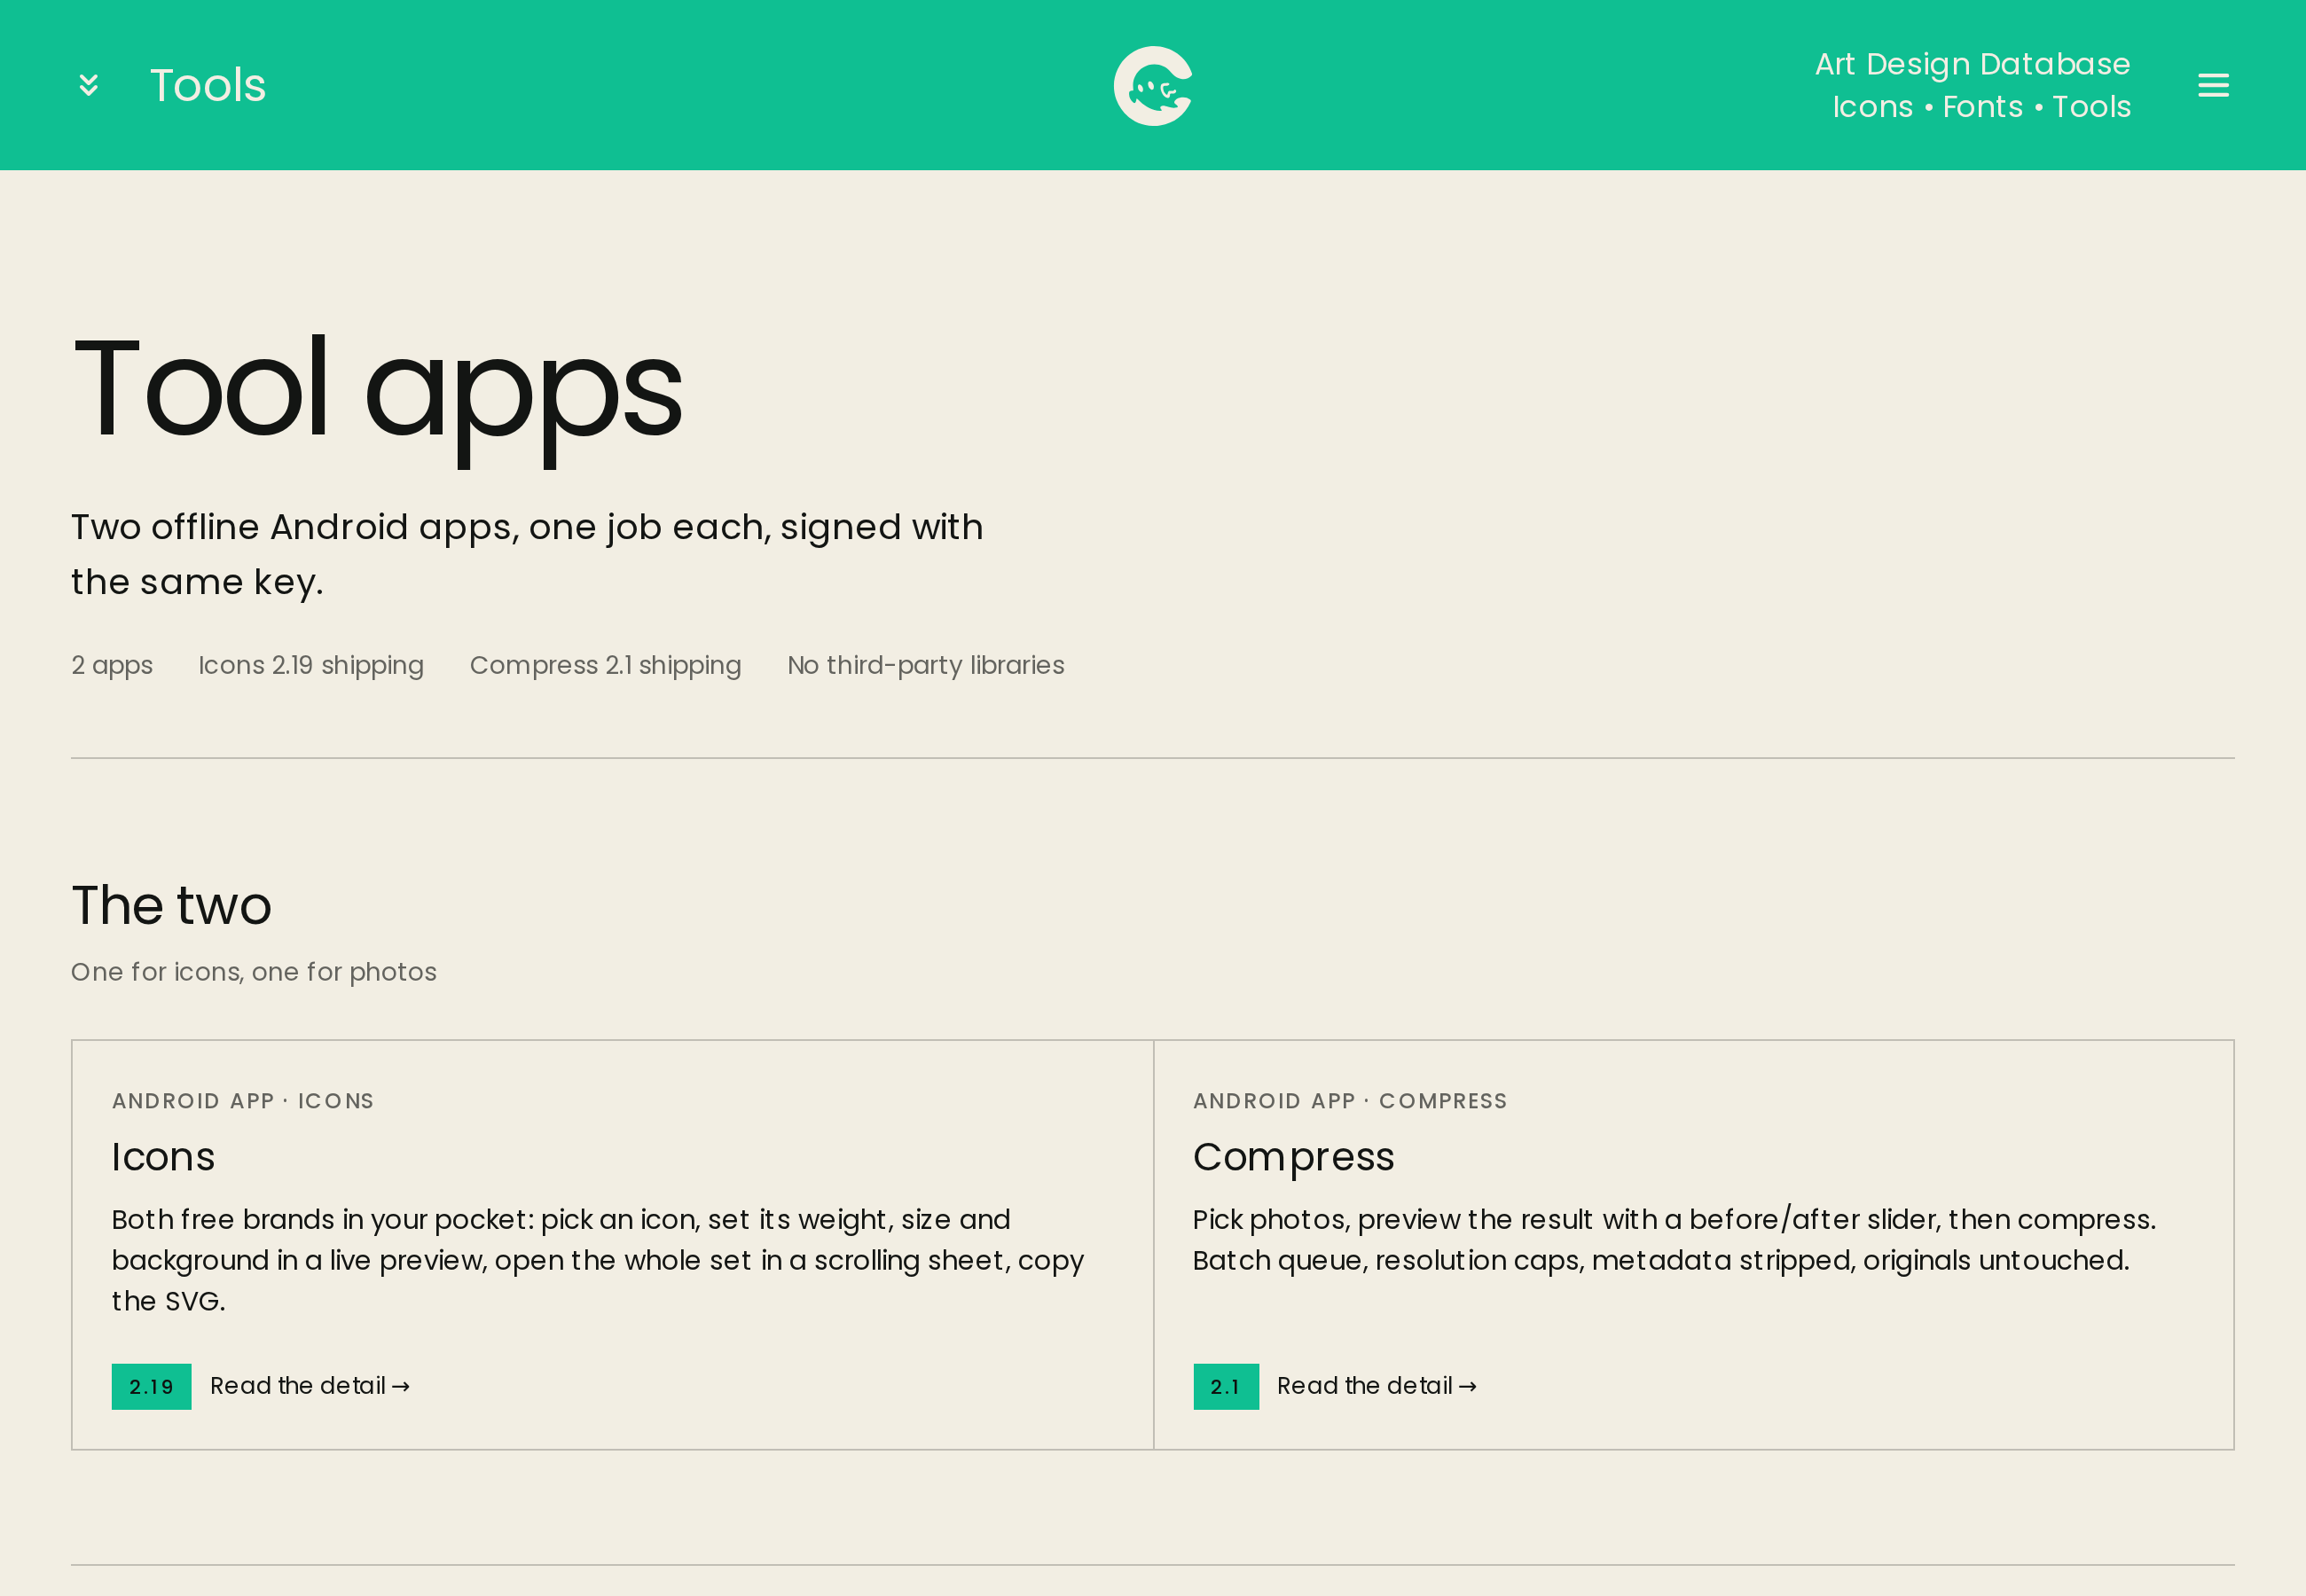 Tools
Art Design Database
Icons • Fonts • Tools
Tool apps
Two offline Android apps, one job each, signed with
the same key.
2 apps Icons 2.19 shipping Compress 2.1 shipping No third-party libraries
The two
One for icons, one for photos
ANDROID APP · ICONS
Icons
Both free brands in your pocket: pick an icon, set its weight, size and
background in a live preview, open the whole set in a scrolling sheet, copy
the SVG.
2.19 Read the detail →
ANDROID APP · COMPRESS
Compress
Pick photos, preview the result with a before/after slider, then compress.
Batch queue, resolution caps, metadata stripped, originals untouched.
2.1 Read the detail →